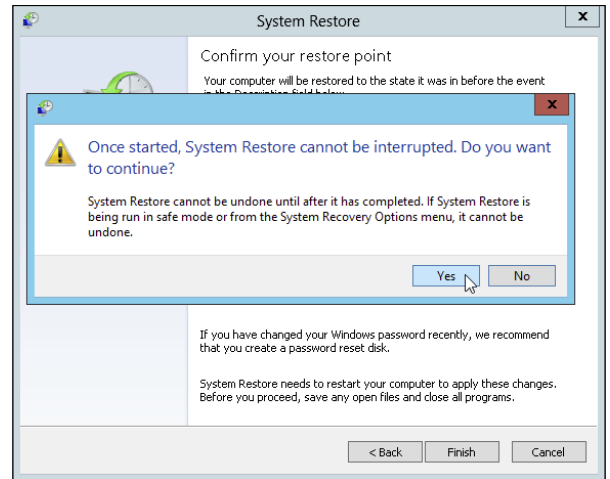 System Restore
x
Confirm your restore point
Your computer will be restored to the state it was in before the event
x
Once started, System Restore cannot be interrupted. Do you want
to continue?
System Restore cannot be undone until after it has completed. If System Restore is
being run in safe mode or from the System Recovery Options menu, it cannot be
undone.
Yes
No
If you have changed your Windows password recently, we recommend
that you create a password reset disk.
System Restore needs to restart your computer to apply these changes.
Before you proceed, save any open files and close all programs.
< Back
Finish
Cancel